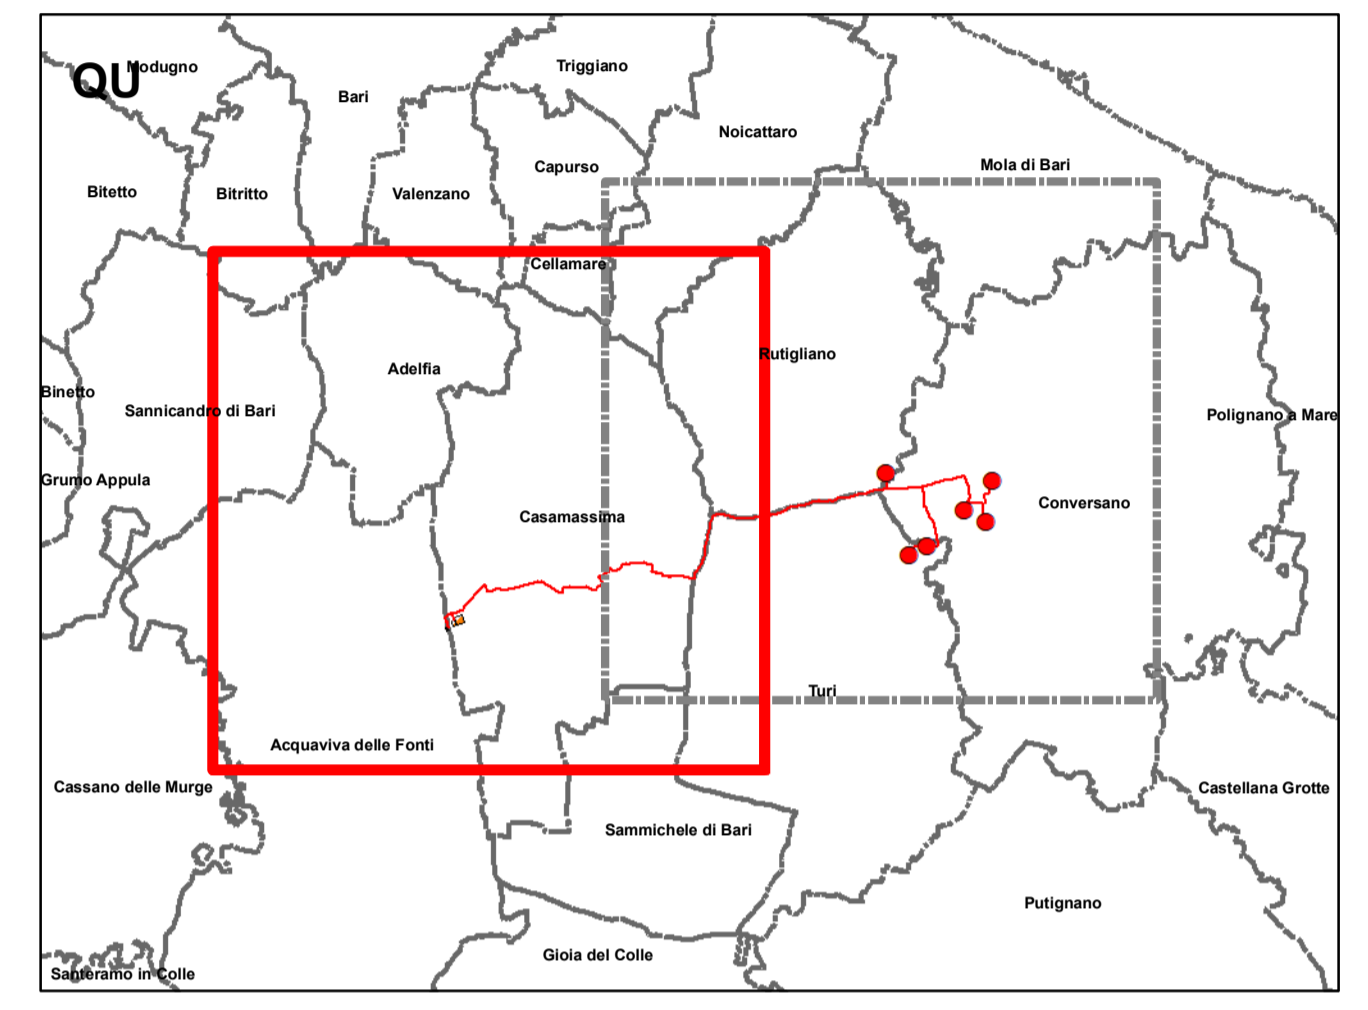 QU
Modugno
Triggiano
Bari
Noicattaro
Capurso
Mola di Bari
Bitetto
Bitritto
Valenzano
Cellamare
Rutigliano
Adelfia
Binetto
Sannicandro di Bari
Polignano a Mare
Grumo Appula
Casamassima
Conversano
Turi
Acquaviva delle Fonti
Cassano delle Murge
Castellana Grotte
Sammichele di Bari
Putignano
Gioia del Colle
Santeramo in Colle